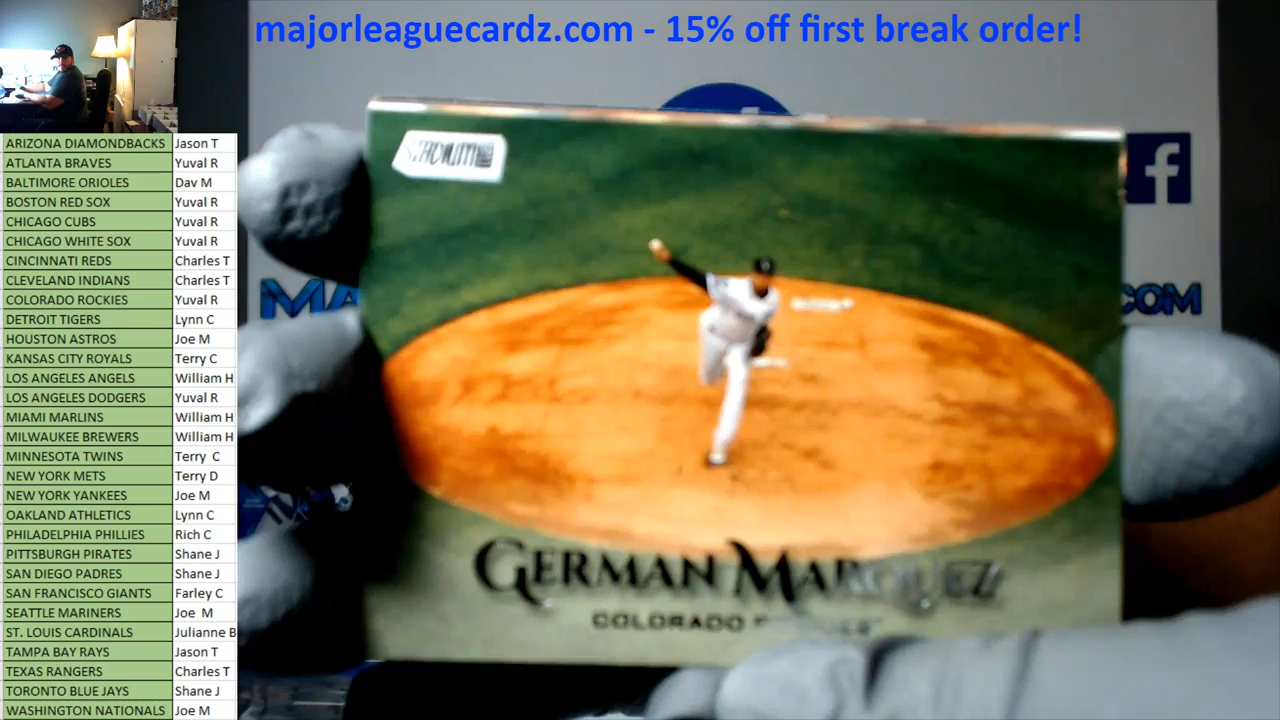 majorleaguecardz.com - 15% off first break order!
ARIZONA DIAMONDBACKS Jason T
ATLANTA BRAVES Yuval R
BALTIMORE ORIOLES Dav M
BOSTON RED SOX Yuval R
CHICAGO CUBS Yuval R
CHICAGO WHITE SOX Yuval R
CINCINNATI REDS Charles T
CLEVELAND INDIANS Charles T
COLORADO ROCKIES Yuval R
DETROIT TIGERS Lynn C
HOUSTON ASTROS Joe M
KANSAS CITY ROYALS Terry C
LOS ANGELES ANGELS William H
LOS ANGELES DODGERS Yuval R
MIAMI MARLINS William H
MILWAUKEE BREWERS William H
MINNESOTA TWINS Terry C
NEW YORK METS Terry D
NEW YORK YANKEES Joe M
OAKLAND ATHLETICS Lynn C
PHILADELPHIA PHILLIES Rich C
PITTSBURGH PIRATES Shane J
SAN DIEGO PADRES Shane J
SAN FRANCISCO GIANTS Farley C
SEATTLE MARINERS Joe M
ST. LOUIS CARDINALS Julianne B
TAMPA BAY RAYS Jason T
TEXAS RANGERS Charles T
TORONTO BLUE JAYS Shane J
WASHINGTON NATIONALS Joe M
STADIUM
f
MA
COM
GERMAN MARQUEZ
COLORADO